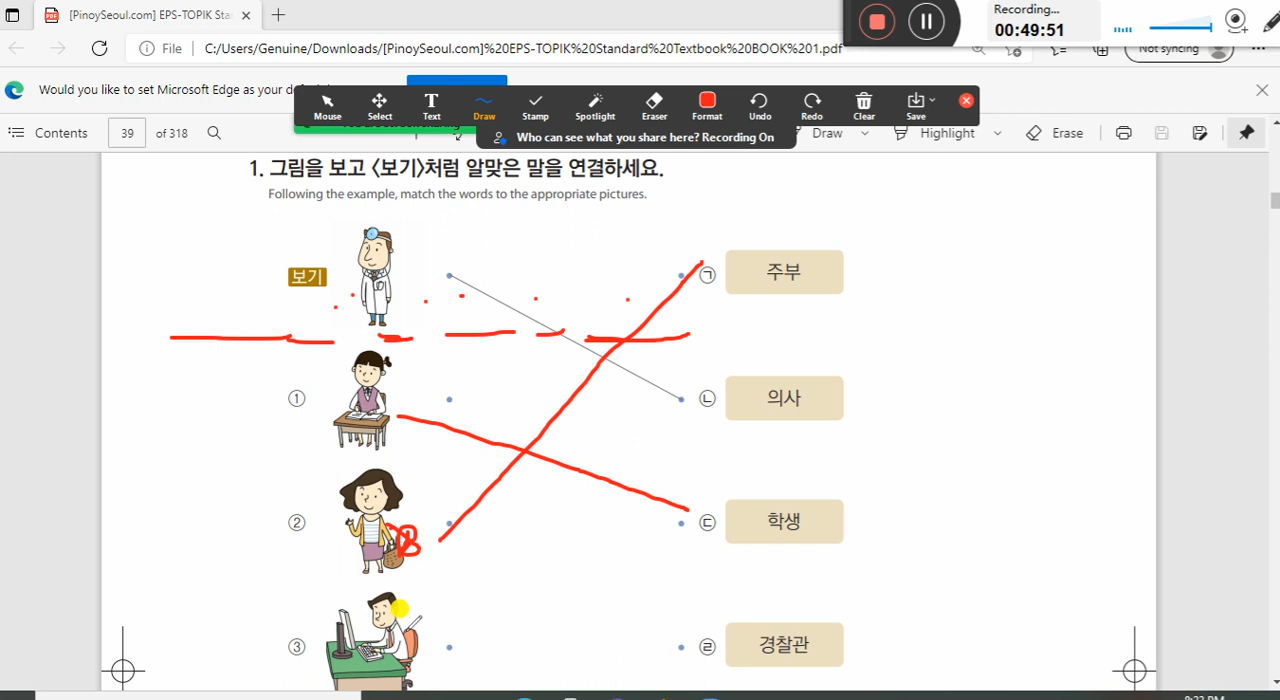 [PinoySeoul.com] EPS-TOPIK Sta
Recording...
00:49:51
File
C:/Users/Genuine/Downloads/[PinoySeoul.com]%20EPS-TOPIK%20Standard%20Textbook%20BOOK%201.pdf
Not syncing
Would you like to set Microsoft Edge as your
Mouse Select Text Draw Stamp Spotlight Eraser Format Undo Redo Clear Save
Who can see what you share here? Recording On
Contents 39 of 318 Draw Highlight Erase
1. 그림을 보고 〈보기〉처럼 알맞은 말을 연결하세요.
Following the example, match the words to the appropriate pictures.
보기 ㉠ 주부
① ㉡ 의사
② ㉢ 학생
③ ㉣ 경찰관